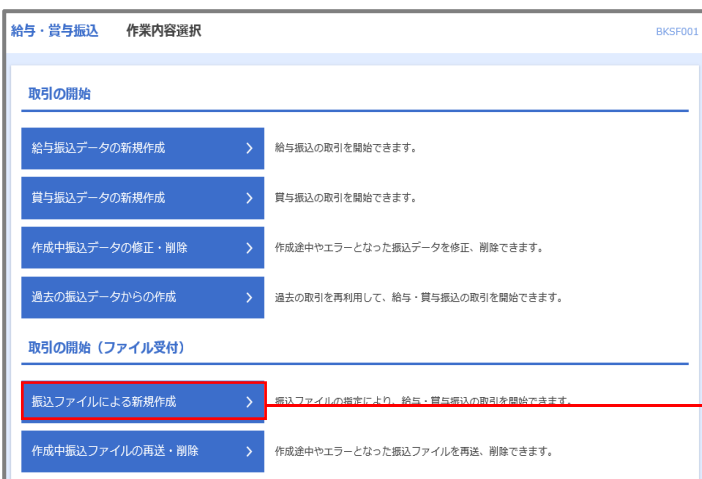 給与・賞与振込 作業内容選択 BKSF001
取引の開始
給与振込データの新規作成 給与振込の取引を開始できます。
賞与振込データの新規作成 賞与振込の取引を開始できます。
作成中振込データの修正・削除 作成途中やエラーとなった振込データを修正、削除できます。
過去の振込データからの作成 過去の取引を再利用して、給与・賞与振込の取引を開始できます。
取引の開始（ファイル受付）
振込ファイルによる新規作成 振込ファイルの指定により、給与・賞与振込の取引を開始できます。
作成中振込ファイルの再送・削除 作成途中やエラーとなった振込ファイルを再送、削除できます。